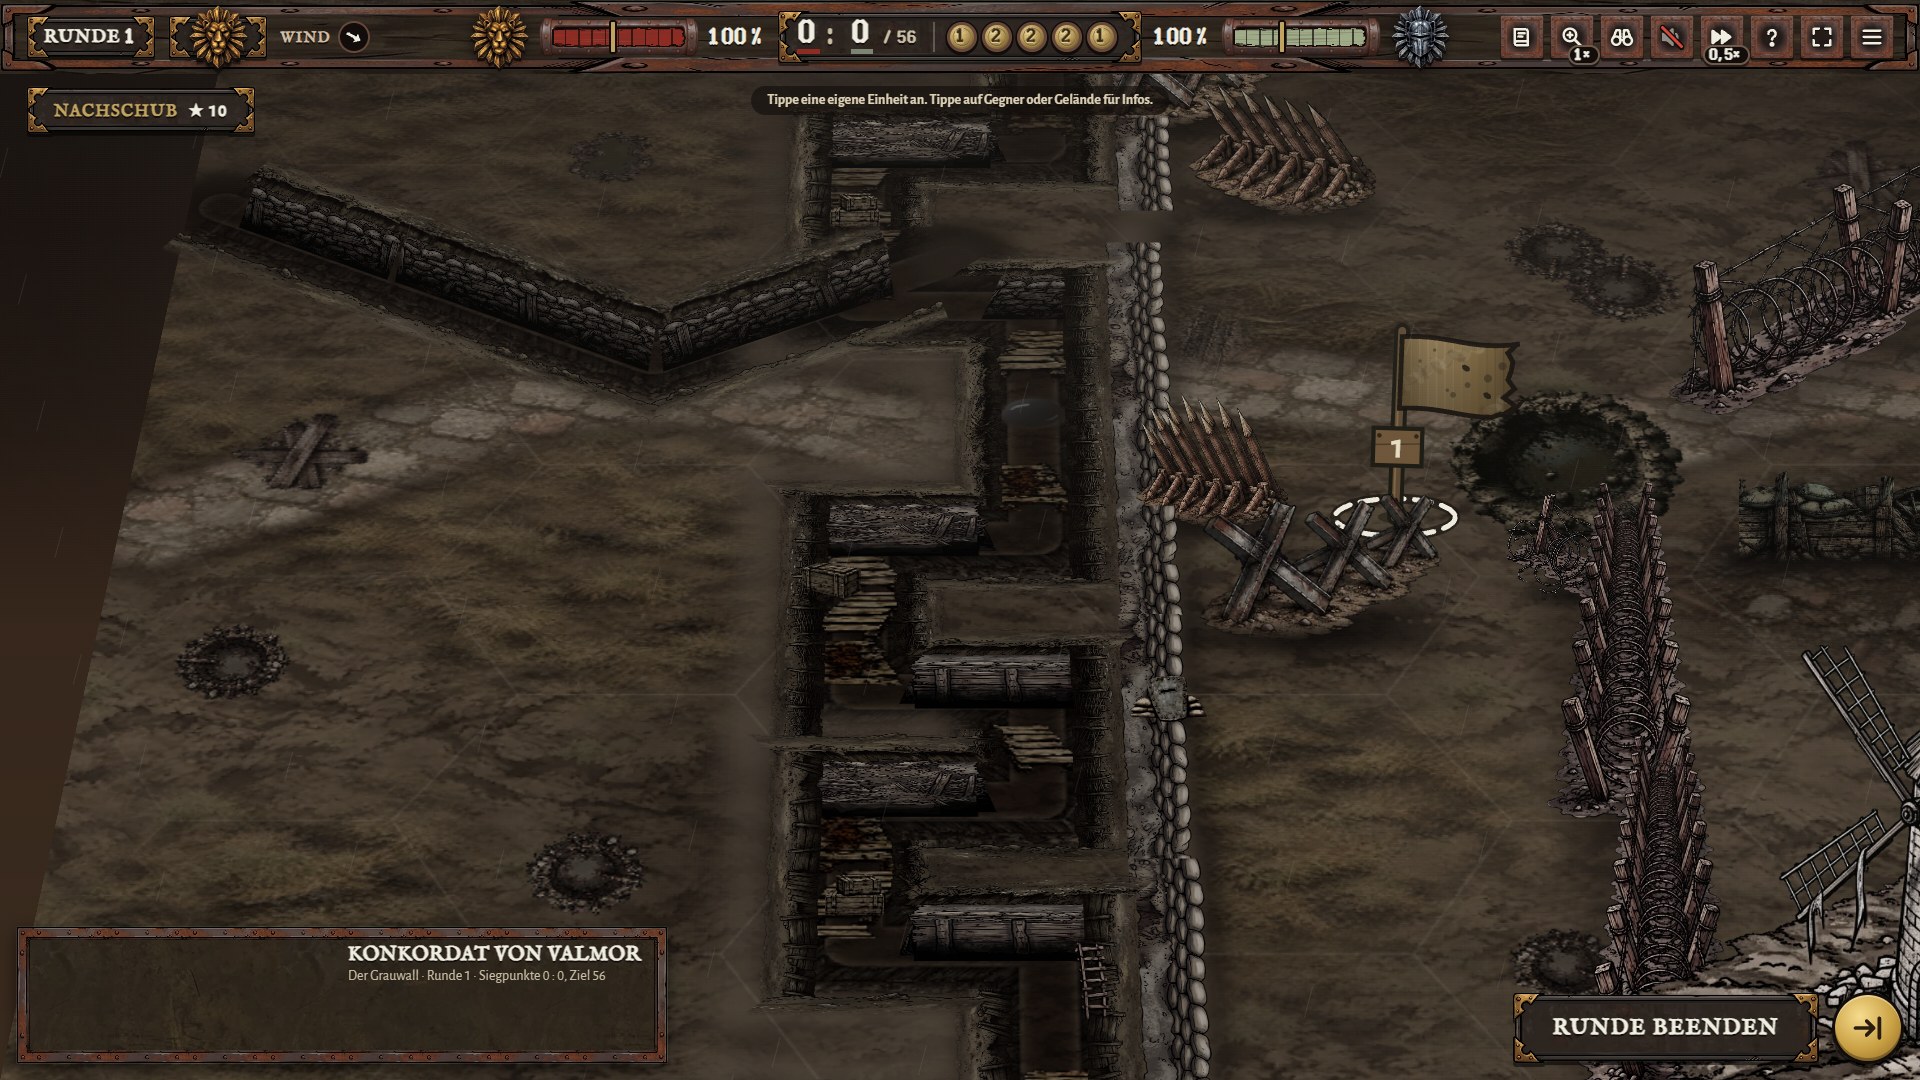 RUNDE 1
WIND
100%
0 : 0 / 56
1 2 2 2 1
100%
1×
0,5×
?
NACHSCHUB ★ 10
Tippe eine eigene Einheit an. Tippe auf Gegner oder Gelände für Infos.
1
KONKORDAT VON VALMOR
Der Grauwall · Runde 1 · Siegpunkte 0 : 0, Ziel 56
RUNDE BEENDEN